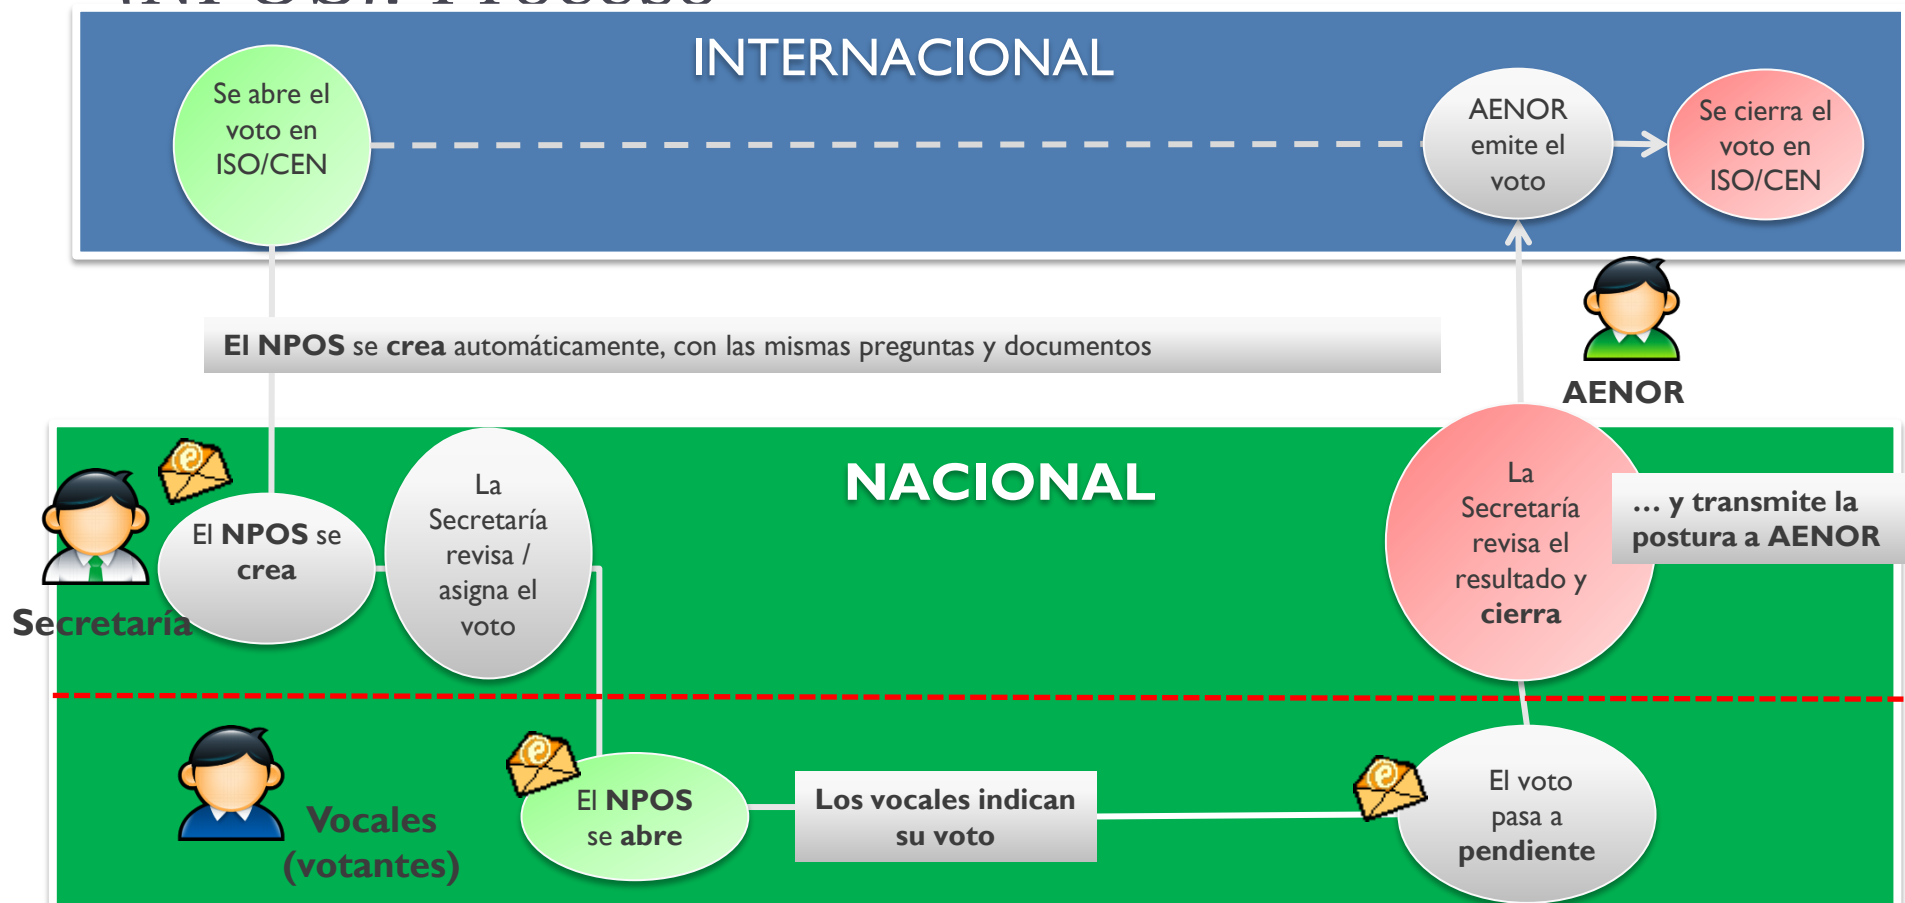 INTERNACIONAL
Se abre el
voto en
ISO/CEN
AENOR
emite el
voto
Se cierra el
voto en
ISO/CEN
El NPOS se crea automáticamente, con las mismas preguntas y documentos
AENOR
NACIONAL
Secretaría
El NPOS se
crea
La
Secretaría
revisa /
asigna el
voto
La
Secretaría
revisa el
resultado y
cierra
… y transmite la
postura a AENOR
Vocales
(votantes)
El NPOS
se abre
Los vocales indican
su voto
El voto
pasa a
pendiente